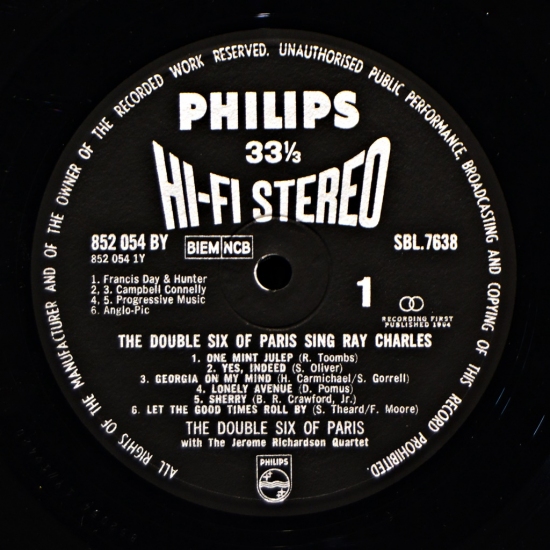 ALL RIGHTS OF THE MANUFACTURER AND OF THE OWNER OF THE RECORDED WORK RESERVED. UNAUTHORISED PUBLIC PERFORMANCE, BROADCASTING AND COPYING OF THIS RECORD PROHIBITED.
PHILIPS
33⅓
HI-FI STEREO
852 054 BY BIEM NCB SBL.7638
852 054 1Y
1. Francis Day & Hunter
2. 3. Campbell Connelly
4. 5. Progressive Music
6. Anglo-Pic
1
RECORDING FIRST
PUBLISHED 1964
THE DOUBLE SIX OF PARIS SING RAY CHARLES
1. ONE MINT JULEP (R. Toombs)
2. YES, INDEED (S. Oliver)
3. GEORGIA ON MY MIND (H. Carmichael/S. Gorrell)
4. LONELY AVENUE (D. Pomus)
5. SHERRY (B. R. Crawford, Jr.)
6. LET THE GOOD TIMES ROLL BY (S. Theard/F. Moore)
THE DOUBLE SIX OF PARIS
with The Jerome Richardson Quartet
PHILIPS